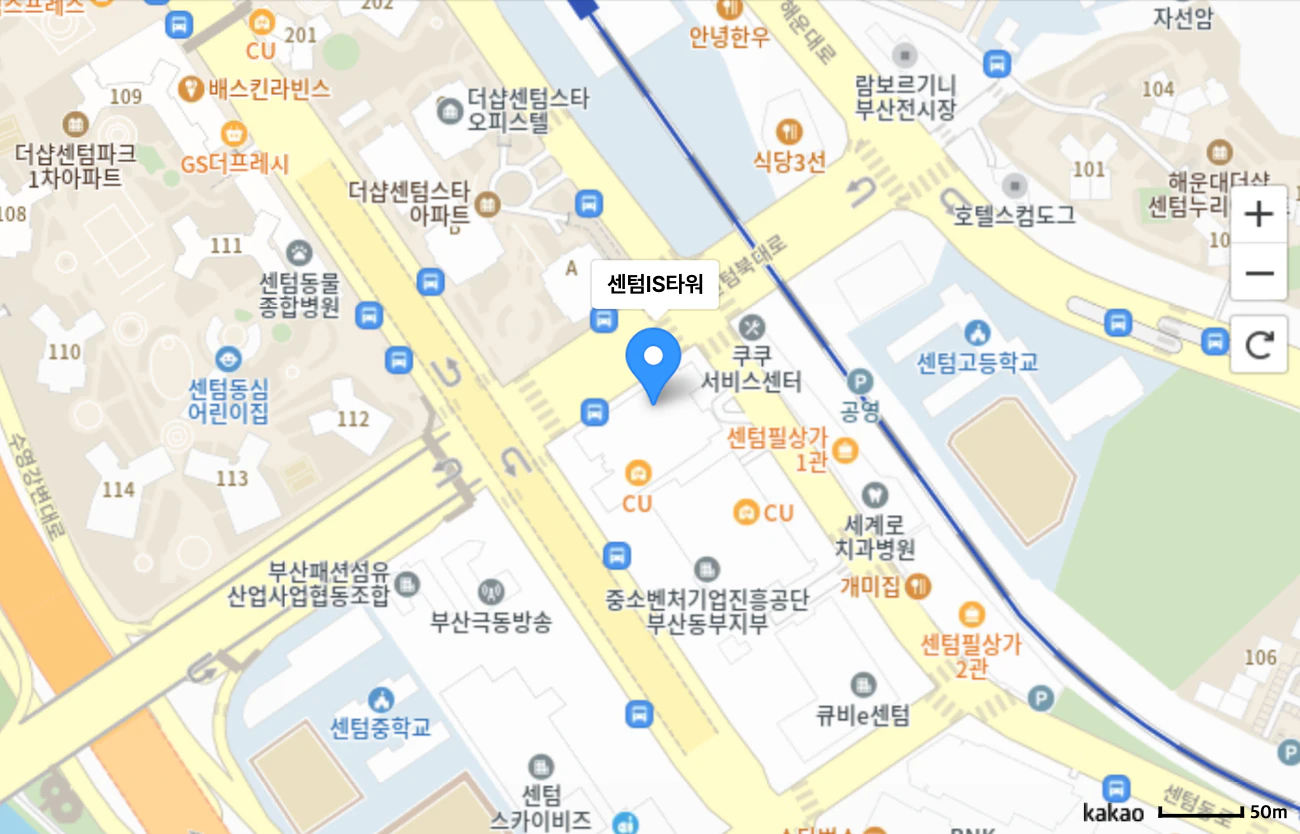 202
자선암
안녕한우
해운대로
CU
201
람보르기니
부산전시장
배스킨라빈스
109
더샵센텀스타
오피스텔
104
더샵센텀파크
1차아파트
GS더프레시
식당3선
101
해운대더샵
센텀누리
더샵센텀스타
아파트
호텔스컴도그
108
111
A
센텀동물
종합병원
센텀IS타워
110
쿠쿠
서비스센터
센텀고등학교
공영
센텀동심
어린이집
112
센텀필상가
1관
수영강변대로
113
114
CU
CU
세계로
치과병원
부산패션섬유
산업사업협동조합
부산극동방송
중소벤처기업진흥공단
부산동부지부
개미집
센텀필상가
2관
106
큐비e센텀
센텀중학교
센텀
스카이비즈
센텀동로
kakao
50m